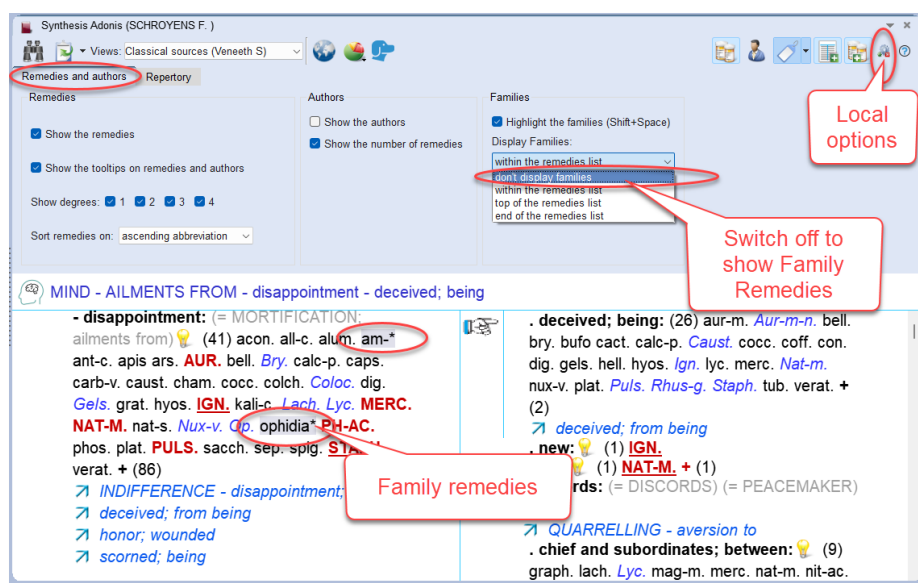 Synthesis Adonis (SCHROYENS F. )
Views: Classical sources (Veneeth S)
Remedies and authors
Repertory
Remedies
Show the remedies
Show the tooltips on remedies and authors
Show degrees: 1 2 3 4
Sort remedies on: ascending abbreviation
Authors
Show the authors
Show the number of remedies
Families
Highlight the families (Shift+Space)
Display Families:
within the remedies list
don't display families
within the remedies list
top of the remedies list
end of the remedies list
Local
options
Switch off to
show Family
Remedies
MIND - AILMENTS FROM - disappointment - deceived; being
- disappointment: (= MORTIFICATION;
ailments from) (41) acon. all-c. alum. am-*
ant-c. apis ars. AUR. bell. Bry. calc-p. caps.
carb-v. caust. cham. cocc. colch. Coloc. dig.
Gels. grat. hyos. IGN. kali-c. Lach. Lyc. MERC.
NAT-M. nat-s. Nux-v. Op. ophidia* PH-AC.
phos. plat. PULS. sacch. sep. spig.
verat. + (86)
INDIFFERENCE - disappointment;
deceived; from being
honor; wounded
scorned; being
Family remedies
. deceived; being: (26) aur-m. Aur-m-n. bell.
bry. bufo cact. calc-p. Caust. cocc. coff. con.
dig. gels. hell. hyos. Ign. lyc. merc. Nat-m.
nux-v. plat. Puls. Rhus-g. Staph. tub. verat. +
(2)
deceived; from being
. new: (1) IGN.
(1) NAT-M. + (1)
rds: (= DISCORDS) (= PEACEMAKER)
QUARRELLING - aversion to
. chief and subordinates; between: (9)
graph. lach. Lyc. mag-m. merc. nat-m. nit-ac.